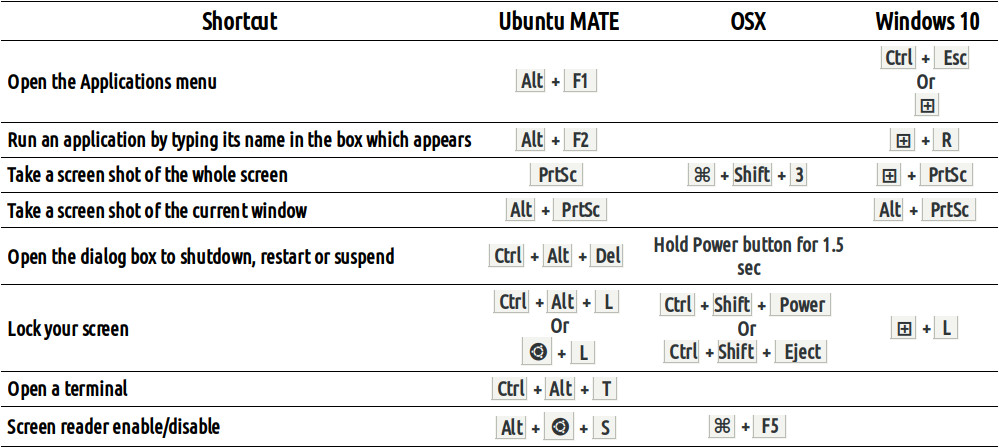 Shortcut Ubuntu MATE OSX Windows 10
Ctrl + Esc
Open the Applications menu Alt + F1 Or
⊞
Run an application by typing its name in the box which appears Alt + F2 ⊞ + R
Take a screen shot of the whole screen PrtSc ⌘ + Shift + 3 ⊞ + PrtSc
Take a screen shot of the current window Alt + PrtSc Alt + PrtSc
Open the dialog box to shutdown, restart or suspend Ctrl + Alt + Del Hold Power button for 1.5
sec
Ctrl + Alt + L Ctrl + Shift + Power
Lock your screen Or Or ⊞ + L
+ L Ctrl + Shift + Eject
Open a terminal Ctrl + Alt + T
Screen reader enable/disable Alt + + S ⌘ + F5